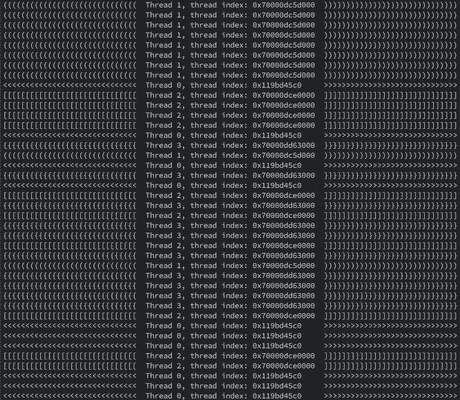 (((((((((((((((((((((((((((((( Thread 1, thread index: 0x70000dc5d000 ))))))))))))))))))))))))))))))
(((((((((((((((((((((((((((((( Thread 1, thread index: 0x70000dc5d000 ))))))))))))))))))))))))))))))
(((((((((((((((((((((((((((((( Thread 1, thread index: 0x70000dc5d000 ))))))))))))))))))))))))))))))
(((((((((((((((((((((((((((((( Thread 1, thread index: 0x70000dc5d000 ))))))))))))))))))))))))))))))
(((((((((((((((((((((((((((((( Thread 1, thread index: 0x70000dc5d000 ))))))))))))))))))))))))))))))
(((((((((((((((((((((((((((((( Thread 1, thread index: 0x70000dc5d000 ))))))))))))))))))))))))))))))
(((((((((((((((((((((((((((((( Thread 1, thread index: 0x70000dc5d000 ))))))))))))))))))))))))))))))
(((((((((((((((((((((((((((((( Thread 1, thread index: 0x70000dc5d000 ))))))))))))))))))))))))))))))
<<<<<<<<<<<<<<<<<<<<<<<<<<<<<< Thread 0, thread index: 0x119bd45c0 >>>>>>>>>>>>>>>>>>>>>>>>>>>>>>
[[[[[[[[[[[[[[[[[[[[[[[[[[[[[[ Thread 2, thread index: 0x70000dce0000 ]]]]]]]]]]]]]]]]]]]]]]]]]]]]]]
[[[[[[[[[[[[[[[[[[[[[[[[[[[[[[ Thread 2, thread index: 0x70000dce0000 ]]]]]]]]]]]]]]]]]]]]]]]]]]]]]]
[[[[[[[[[[[[[[[[[[[[[[[[[[[[[[ Thread 2, thread index: 0x70000dce0000 ]]]]]]]]]]]]]]]]]]]]]]]]]]]]]]
[[[[[[[[[[[[[[[[[[[[[[[[[[[[[[ Thread 2, thread index: 0x70000dce0000 ]]]]]]]]]]]]]]]]]]]]]]]]]]]]]]
<<<<<<<<<<<<<<<<<<<<<<<<<<<<<< Thread 0, thread index: 0x119bd45c0 >>>>>>>>>>>>>>>>>>>>>>>>>>>>>>
{{{{{{{{{{{{{{{{{{{{{{{{{{{{{{ Thread 3, thread index: 0x70000dd63000 }}}}}}}}}}}}}}}}}}}}}}}}}}}}}}
(((((((((((((((((((((((((((((( Thread 1, thread index: 0x70000dc5d000 ))))))))))))))))))))))))))))))
<<<<<<<<<<<<<<<<<<<<<<<<<<<<<< Thread 0, thread index: 0x119bd45c0 >>>>>>>>>>>>>>>>>>>>>>>>>>>>>>
{{{{{{{{{{{{{{{{{{{{{{{{{{{{{{ Thread 3, thread index: 0x70000dd63000 }}}}}}}}}}}}}}}}}}}}}}}}}}}}}}
<<<<<<<<<<<<<<<<<<<<<<<<<<<<<< Thread 0, thread index: 0x119bd45c0 >>>>>>>>>>>>>>>>>>>>>>>>>>>>>>
[[[[[[[[[[[[[[[[[[[[[[[[[[[[[[ Thread 2, thread index: 0x70000dce0000 ]]]]]]]]]]]]]]]]]]]]]]]]]]]]]]
{{{{{{{{{{{{{{{{{{{{{{{{{{{{{{ Thread 3, thread index: 0x70000dd63000 }}}}}}}}}}}}}}}}}}}}}}}}}}}}}}
[[[[[[[[[[[[[[[[[[[[[[[[[[[[[[ Thread 2, thread index: 0x70000dce0000 ]]]]]]]]]]]]]]]]]]]]]]]]]]]]]]
{{{{{{{{{{{{{{{{{{{{{{{{{{{{{{ Thread 3, thread index: 0x70000dd63000 }}}}}}}}}}}}}}}}}}}}}}}}}}}}}}
{{{{{{{{{{{{{{{{{{{{{{{{{{{{{{ Thread 3, thread index: 0x70000dd63000 }}}}}}}}}}}}}}}}}}}}}}}}}}}}}}
[[[[[[[[[[[[[[[[[[[[[[[[[[[[[[ Thread 2, thread index: 0x70000dce0000 ]]]]]]]]]]]]]]]]]]]]]]]]]]]]]]
{{{{{{{{{{{{{{{{{{{{{{{{{{{{{{ Thread 3, thread index: 0x70000dd63000 }}}}}}}}}}}}}}}}}}}}}}}}}}}}}}
(((((((((((((((((((((((((((((( Thread 1, thread index: 0x70000dc5d000 ))))))))))))))))))))))))))))))
{{{{{{{{{{{{{{{{{{{{{{{{{{{{{{ Thread 3, thread index: 0x70000dd63000 }}}}}}}}}}}}}}}}}}}}}}}}}}}}}}
{{{{{{{{{{{{{{{{{{{{{{{{{{{{{{ Thread 3, thread index: 0x70000dd63000 }}}}}}}}}}}}}}}}}}}}}}}}}}}}}}
{{{{{{{{{{{{{{{{{{{{{{{{{{{{{{ Thread 3, thread index: 0x70000dd63000 }}}}}}}}}}}}}}}}}}}}}}}}}}}}}}
{{{{{{{{{{{{{{{{{{{{{{{{{{{{{{ Thread 3, thread index: 0x70000dd63000 }}}}}}}}}}}}}}}}}}}}}}}}}}}}}}
[[[[[[[[[[[[[[[[[[[[[[[[[[[[[[ Thread 2, thread index: 0x70000dce0000 ]]]]]]]]]]]]]]]]]]]]]]]]]]]]]]
<<<<<<<<<<<<<<<<<<<<<<<<<<<<<< Thread 0, thread index: 0x119bd45c0 >>>>>>>>>>>>>>>>>>>>>>>>>>>>>>
<<<<<<<<<<<<<<<<<<<<<<<<<<<<<< Thread 0, thread index: 0x119bd45c0 >>>>>>>>>>>>>>>>>>>>>>>>>>>>>>
<<<<<<<<<<<<<<<<<<<<<<<<<<<<<< Thread 0, thread index: 0x119bd45c0 >>>>>>>>>>>>>>>>>>>>>>>>>>>>>>
[[[[[[[[[[[[[[[[[[[[[[[[[[[[[[ Thread 2, thread index: 0x70000dce0000 ]]]]]]]]]]]]]]]]]]]]]]]]]]]]]]
[[[[[[[[[[[[[[[[[[[[[[[[[[[[[[ Thread 2, thread index: 0x70000dce0000 ]]]]]]]]]]]]]]]]]]]]]]]]]]]]]]
<<<<<<<<<<<<<<<<<<<<<<<<<<<<<< Thread 0, thread index: 0x119bd45c0 >>>>>>>>>>>>>>>>>>>>>>>>>>>>>>
<<<<<<<<<<<<<<<<<<<<<<<<<<<<<< Thread 0, thread index: 0x119bd45c0 >>>>>>>>>>>>>>>>>>>>>>>>>>>>>>
<<<<<<<<<<<<<<<<<<<<<<<<<<<<<< Thread 0, thread index: 0x119bd45c0 >>>>>>>>>>>>>>>>>>>>>>>>>>>>>>